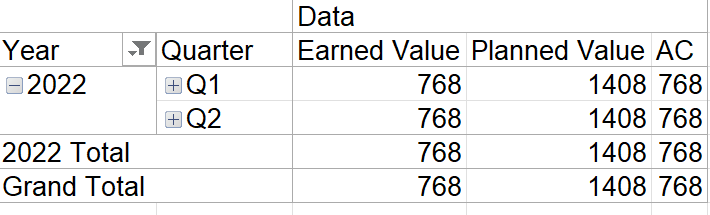 Data
Year Quarter Earned Value Planned Value AC
2022 Q1 768 1408 768
Q2 768 1408 768
2022 Total 768 1408 768
Grand Total 768 1408 768